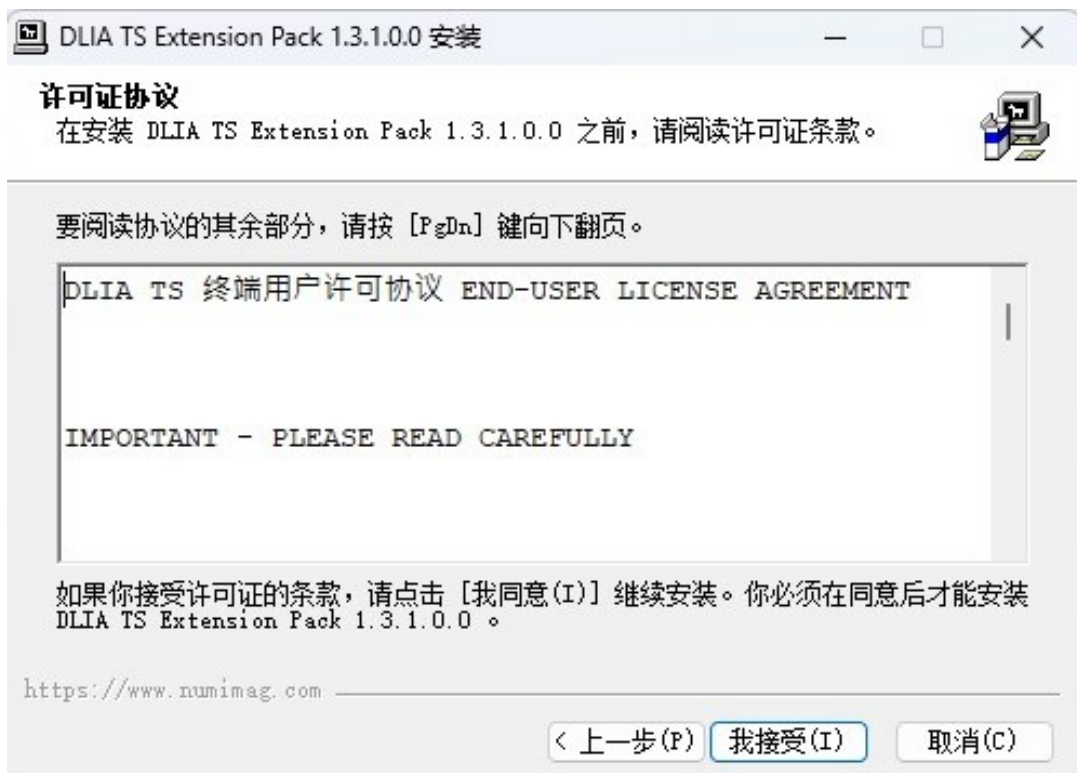 DLIA TS Extension Pack 1.3.1.0.0 安装
许可证协议
在安装 DLIA TS Extension Pack 1.3.1.0.0 之前，请阅读许可证条款。
要阅读协议的其余部分，请按 [PgDn] 键向下翻页。
DLIA TS 终端用户许可协议 END-USER LICENSE AGREEMENT
IMPORTANT - PLEASE READ CAREFULLY
如果你接受许可证的条款，请点击 [我同意(I)] 继续安装。你必须在同意后才能安装
DLIA TS Extension Pack 1.3.1.0.0 。
https://www.numimag.com
< 上一步(P) 我接受(I) 取消(C)